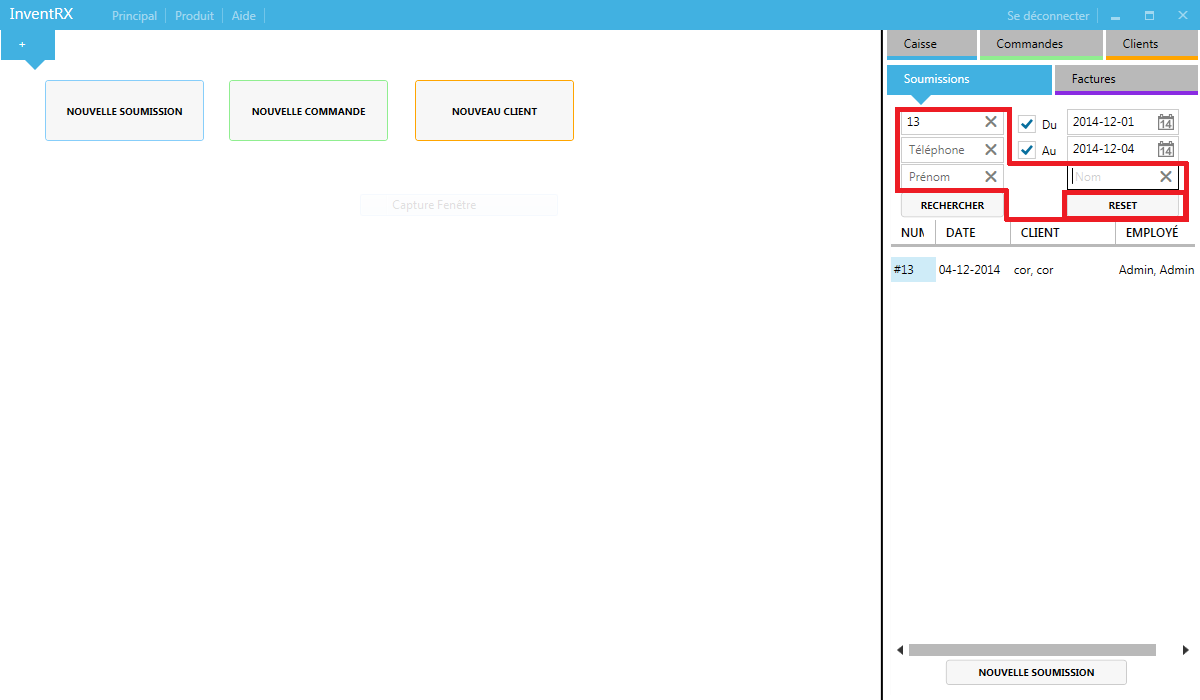 InventRX Principal Produit Aide Se déconnecter
+
Caisse Commandes Clients
Soumissions Factures
NOUVELLE SOUMISSION NOUVELLE COMMANDE NOUVEAU CLIENT
13 Du 2014-12-01 14
Téléphone Au 2014-12-04 14
Prénom Nom
Capture Fenêtre
RECHERCHER RESET
NUM DATE CLIENT EMPLOYÉ
#13 04-12-2014 cor, cor Admin, Admin
NOUVELLE SOUMISSION